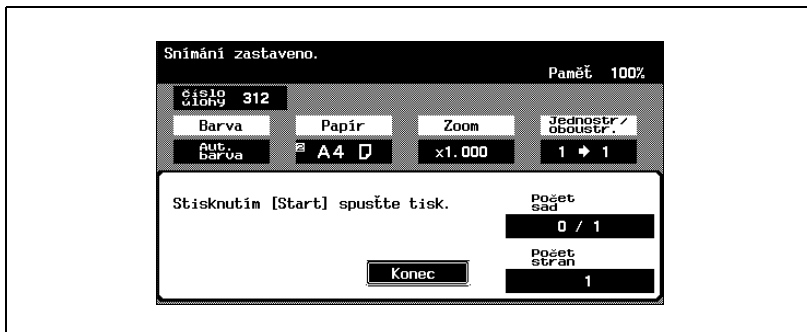 Snímání zastaveno.
Paměť 100%
číslo
úlohy 312
Barva Papír Zoom Jednostr/
oboustr.
Aut.
barva
2 A4 x1.000 1 → 1
Stisknutím [Start] spusťte tisk.
Počet
sad
0 / 1
Počet
stran
1
Konec